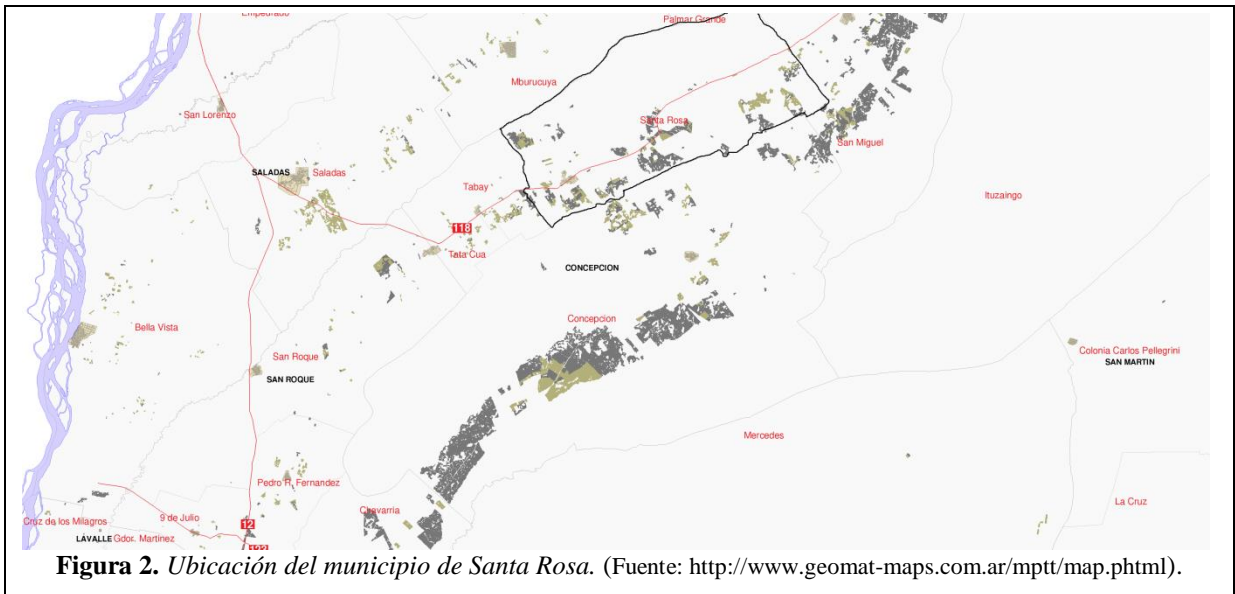 Empedrado
Palmar Grande
Mburucuya
San Lorenzo
Santa Rosa
San Miguel
SALADAS
Saladas
Tabay
Ituzaingo
118
Tata Cua
CONCEPCION
Concepcion
Bella Vista
San Roque
SAN ROQUE
Colonia Carlos Pellegrini
SAN MARTIN
Mercedes
Pedro R. Fernandez
La Cruz
Chavarria
Cruz de los Milagros
9 de Julio
12
LAVALLE
Gdor. Martinez
123
Figura 2. Ubicación del municipio de Santa Rosa. (Fuente: http://www.geomat-maps.com.ar/mptt/map.phtml).